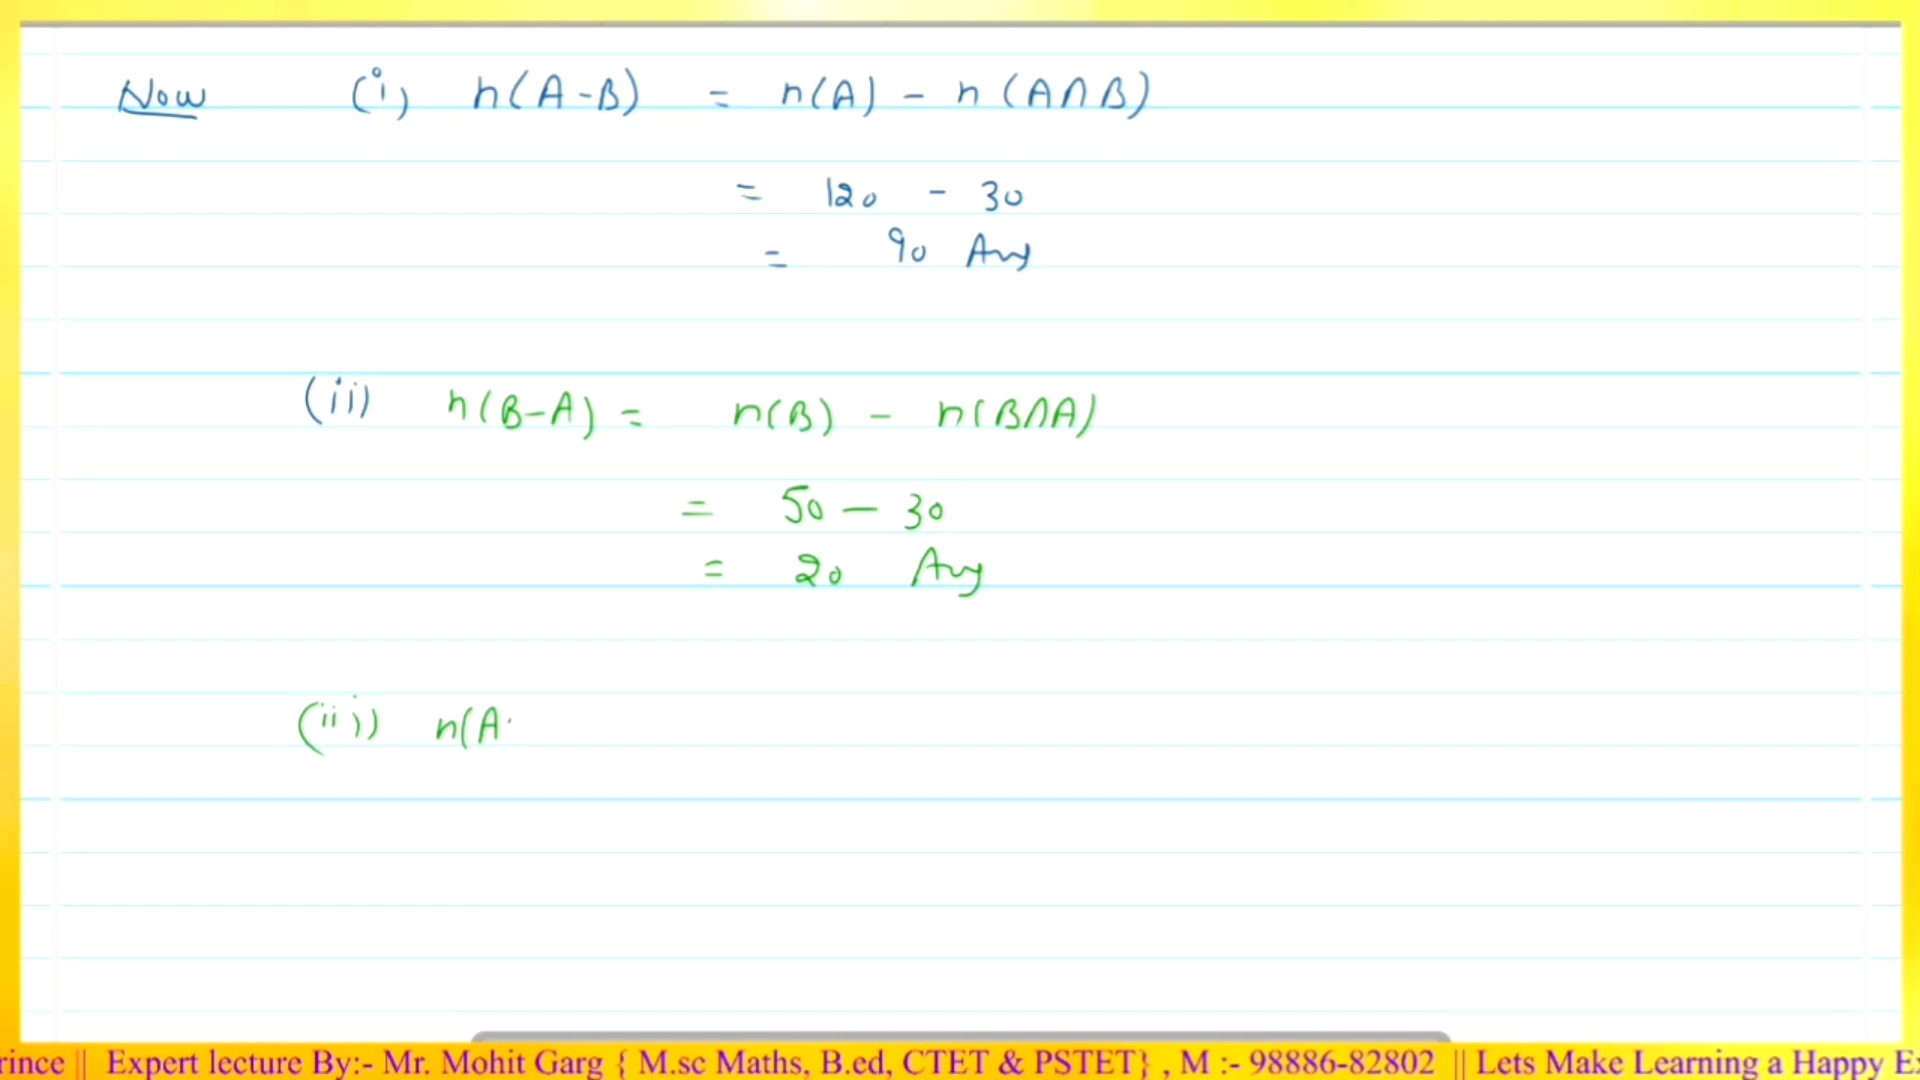 Now (i) n(A-B) = n(A) - n(A∩B)
= 120 - 30
= 90 Ans
(ii) n(B-A) = n(B) - n(B∩A)
= 50 - 30
= 20 Ans
(iii) n(A
rince || Expert lecture By:- Mr. Mohit Garg { M.sc Maths, B.ed, CTET & PSTET} , M :- 98886-82802 || Lets Make Learning a Happy Ex